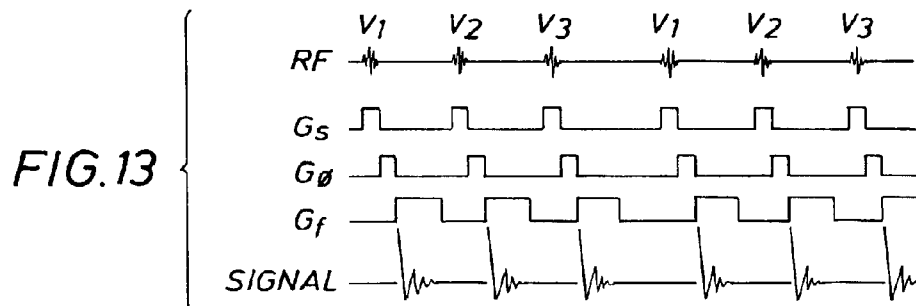 V1 V2 V3 V1 V2 V3
RF
Gs
FIG.13
Gø
Gf
SIGNAL